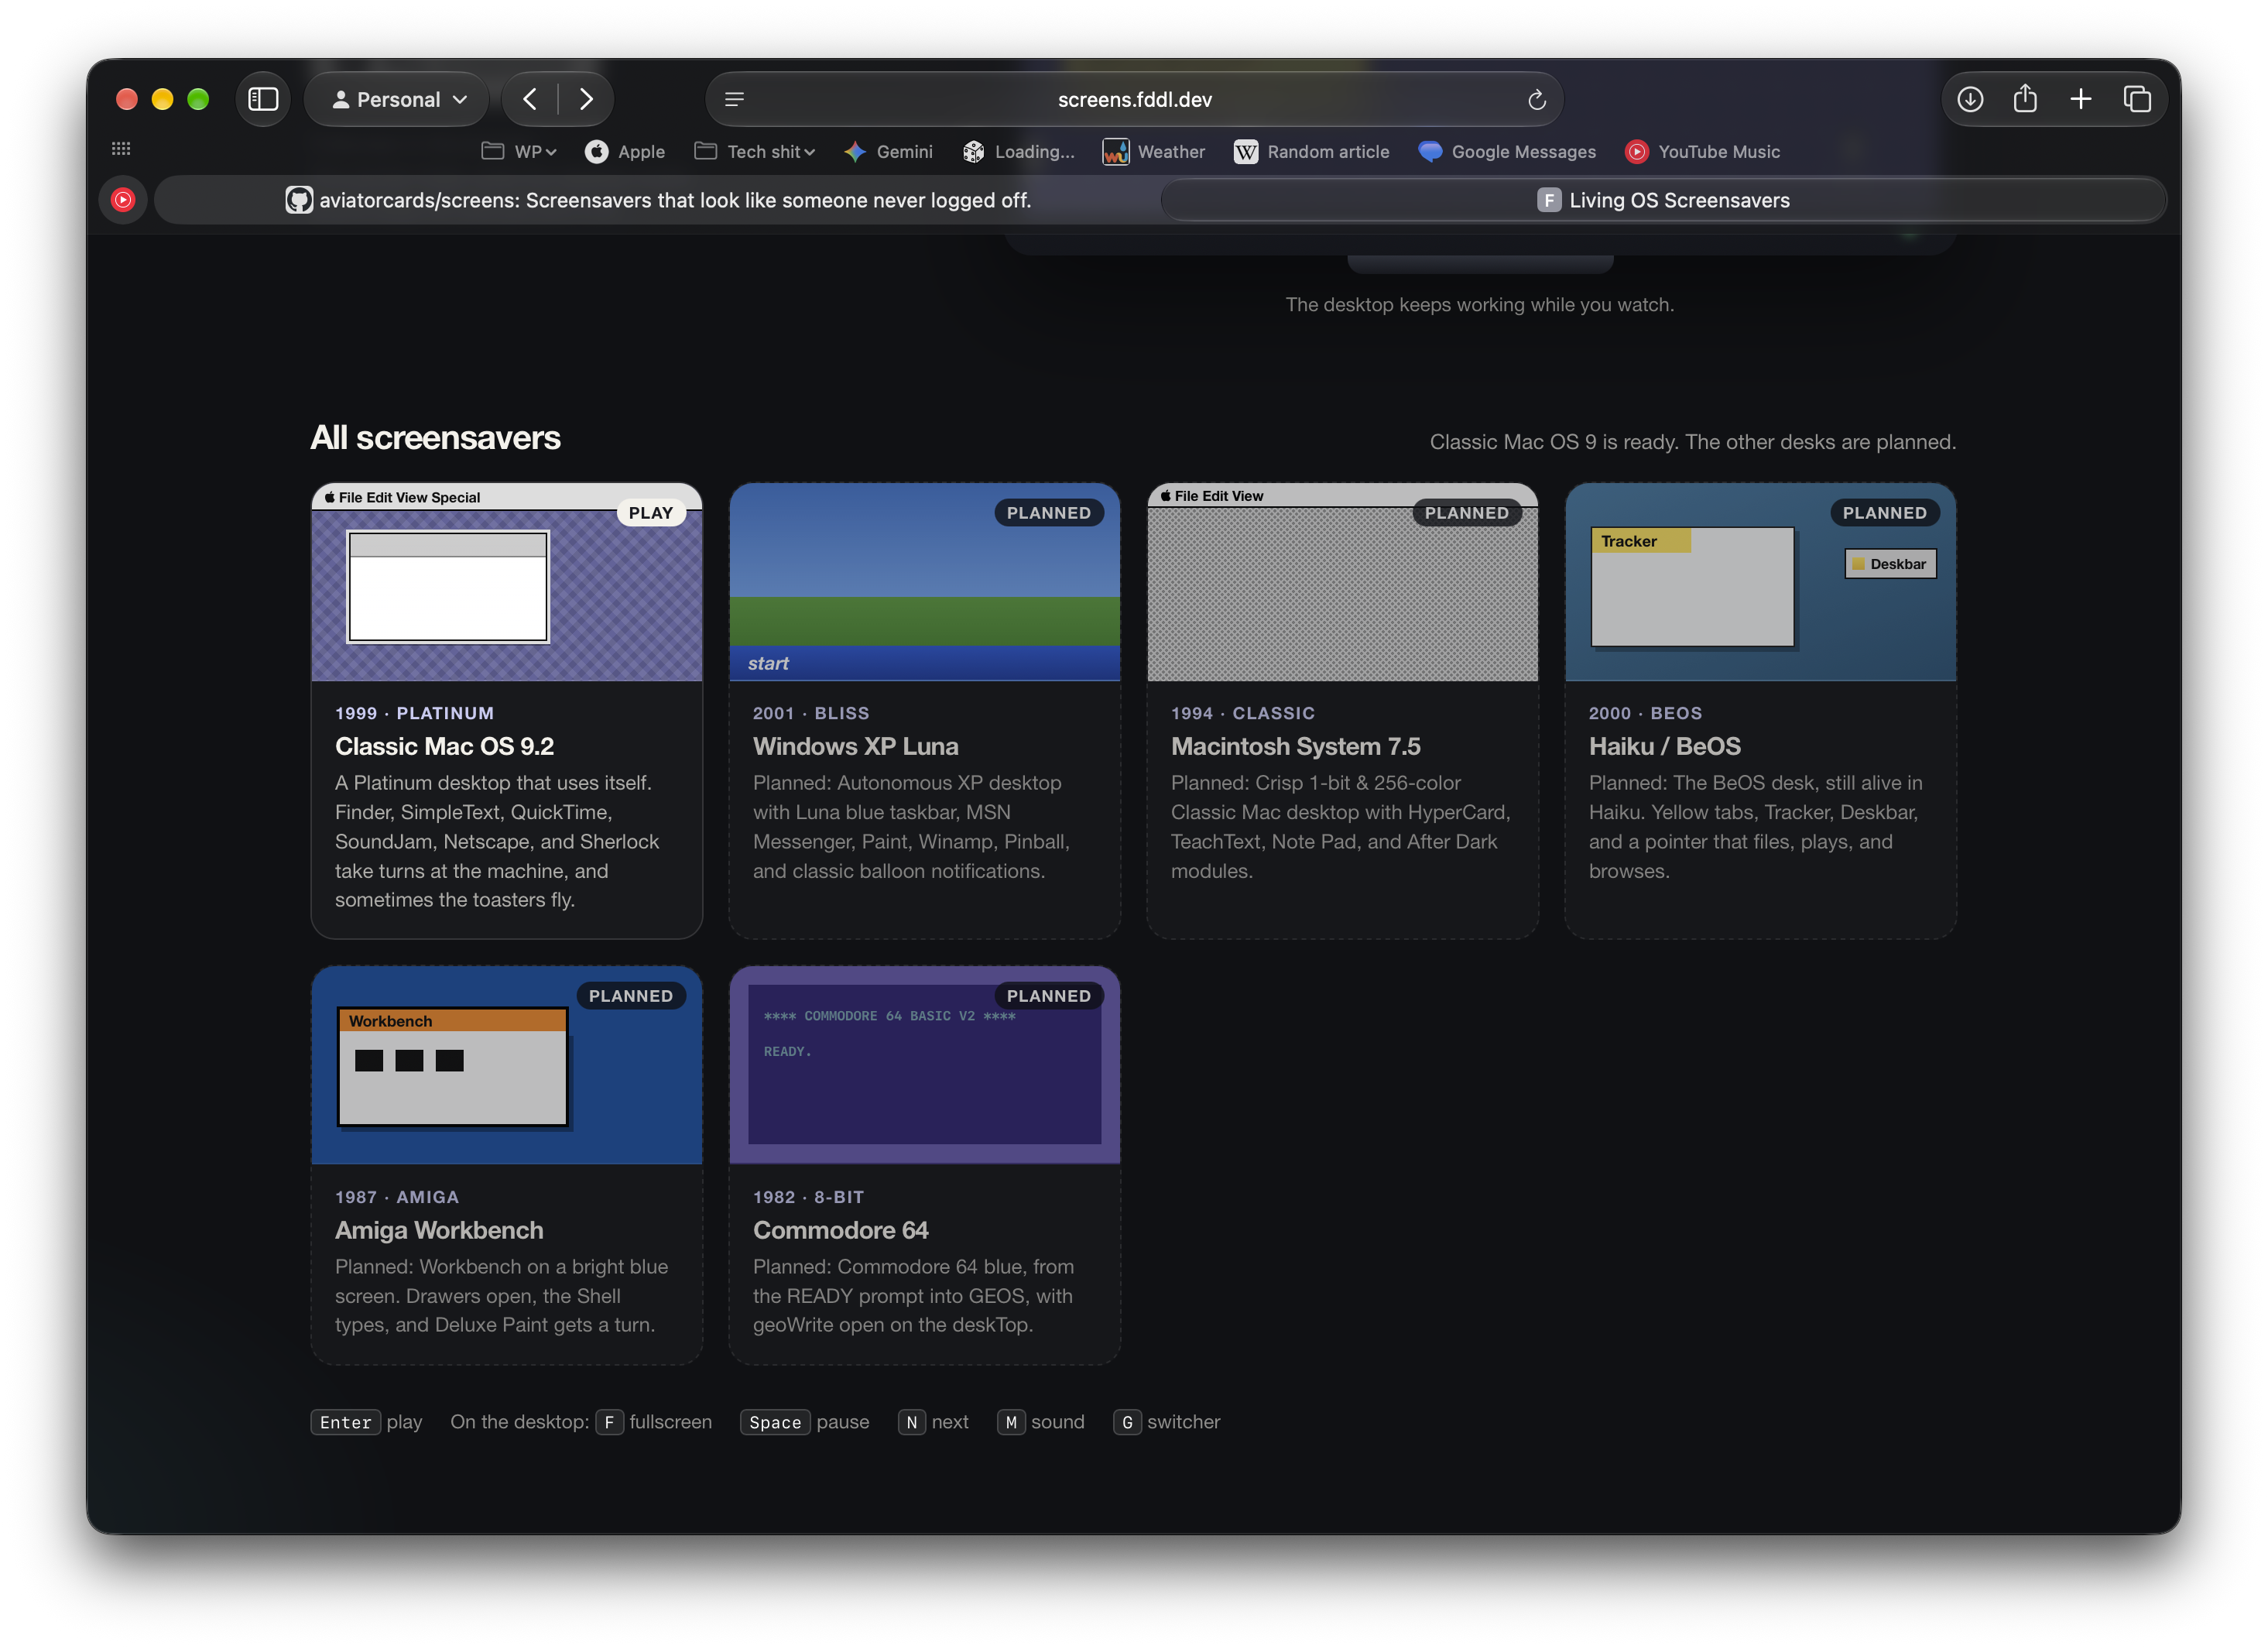 Personal
screens.fddl.dev
WP
Apple
Tech shit
Gemini
Loading...
Weather
W
Random article
Google Messages
YouTube Music
aviatorcards/screens: Screensavers that look like someone never logged off.
F
Living OS Screensavers
The desktop keeps working while you watch.
All screensavers
Classic Mac OS 9 is ready. The other desks are planned.
File Edit View Special
PLAY
1999 · PLATINUM
Classic Mac OS 9.2
A Platinum desktop that uses itself.
Finder, SimpleText, QuickTime,
SoundJam, Netscape, and Sherlock
take turns at the machine, and
sometimes the toasters fly.
PLANNED
start
2001 · BLISS
Windows XP Luna
Planned: Autonomous XP desktop
with Luna blue taskbar, MSN
Messenger, Paint, Winamp, Pinball,
and classic balloon notifications.
File Edit View
PLANNED
1994 · CLASSIC
Macintosh System 7.5
Planned: Crisp 1-bit & 256-color
Classic Mac desktop with HyperCard,
TeachText, Note Pad, and After Dark
modules.
PLANNED
Tracker
Deskbar
2000 · BEOS
Haiku / BeOS
Planned: The BeOS desk, still alive in
Haiku. Yellow tabs, Tracker, Deskbar,
and a pointer that files, plays, and
browses.
PLANNED
Workbench
1987 · AMIGA
Amiga Workbench
Planned: Workbench on a bright blue
screen. Drawers open, the Shell
types, and Deluxe Paint gets a turn.
PLANNED
**** COMMODORE 64 BASIC V2 ****
READY.
1982 · 8-BIT
Commodore 64
Planned: Commodore 64 blue, from
the READY prompt into GEOS, with
geoWrite open on the deskTop.
Enter play On the desktop: F fullscreen Space pause N next M sound G switcher